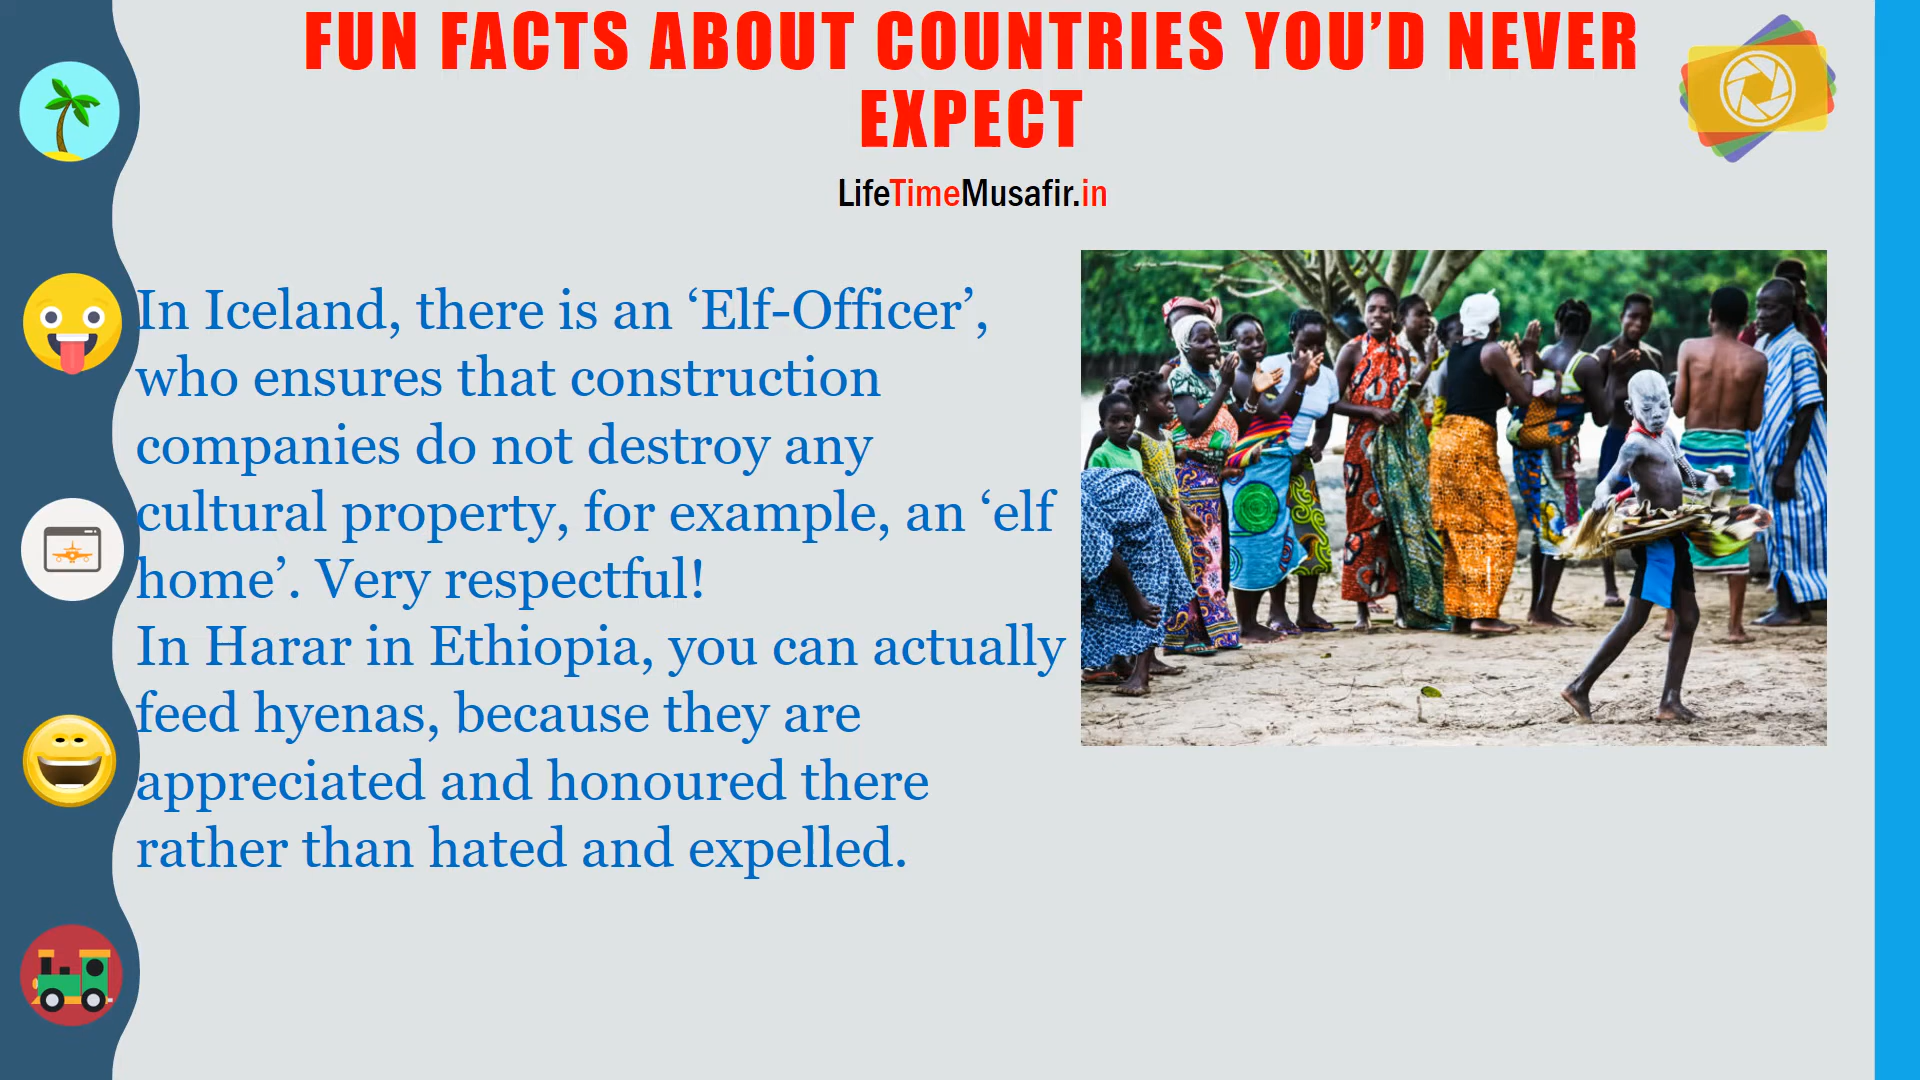 FUN FACTS ABOUT COUNTRIES YOU’D NEVER
EXPECT
LifeTimeMusafir.in
In Iceland, there is an ‘Elf-Officer’,
who ensures that construction
companies do not destroy any
cultural property, for example, an ‘elf
home’. Very respectful!
In Harar in Ethiopia, you can actually
feed hyenas, because they are
appreciated and honoured there
rather than hated and expelled.